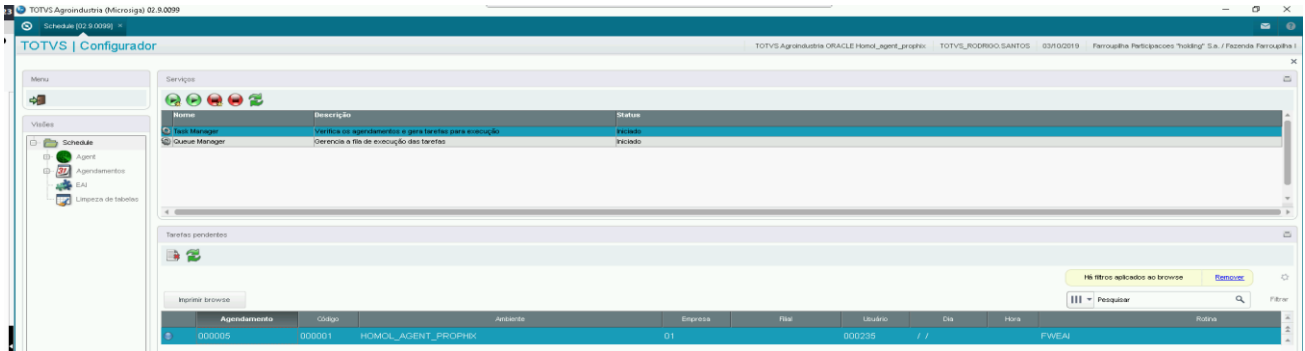 TOTVS Agroindustria (Microsiga) 02.9.0099
Schedule [02.9.0099]
TOTVS | Configurador
TOTVS Agroindustria ORACLE Homol_agent_prophix TOTVS_RODRIGO.SANTOS 03/10/2019 Farroupilha Participacoes "holding" S.a. / Fazenda Farroupilha I
Menu
Serviços
Nome Descrição Status
Task Manager Verifica os agendamentos e gera tarefas para execução Iniciado
Queue Manager Gerencia a fila de execução das tarefas Iniciado
Visões
Schedule
Agent
Agendamentos
EAI
Limpeza de tabelas
Tarefas pendentes
Há filtros aplicados ao browse Remover
Imprimir browse Pesquisar Filtrar
Agendamento Código Ambiente Empresa Filial Usuário Dia Hora Rotina
000005 000001 HOMOL_AGENT_PROPHIX 01 000235 / / FWEAI